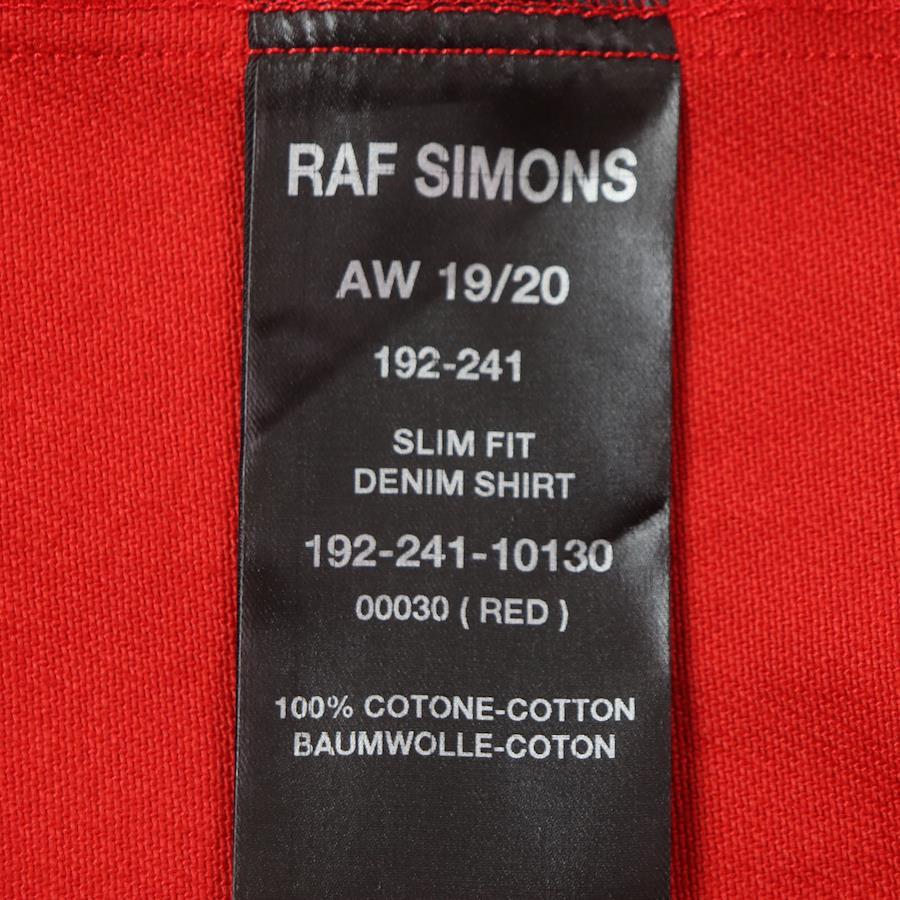 RAF SIMONS
AW 19/20
192-241
SLIM FIT
DENIM SHIRT
192-241-10130
00030 ( RED )
100% COTONE-COTTON
BAUMWOLLE-COTON